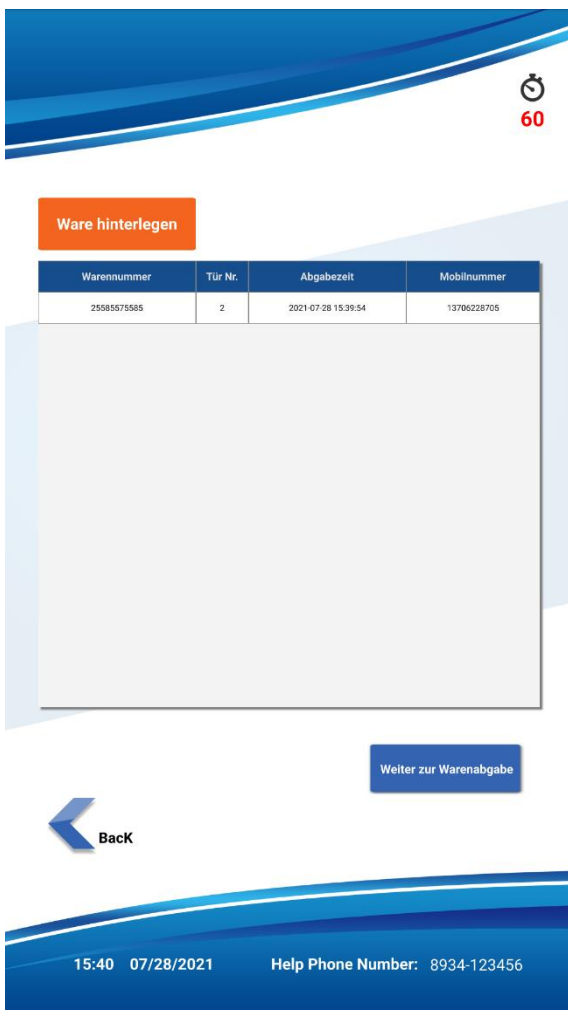 60
Ware hinterlegen
Warennummer Tür Nr. Abgabezeit Mobilnummer
25585575585 2 2021-07-28 15:39:54 13706228705
Weiter zur Warenabgabe
BacK
15:40 07/28/2021 Help Phone Number: 8934-123456